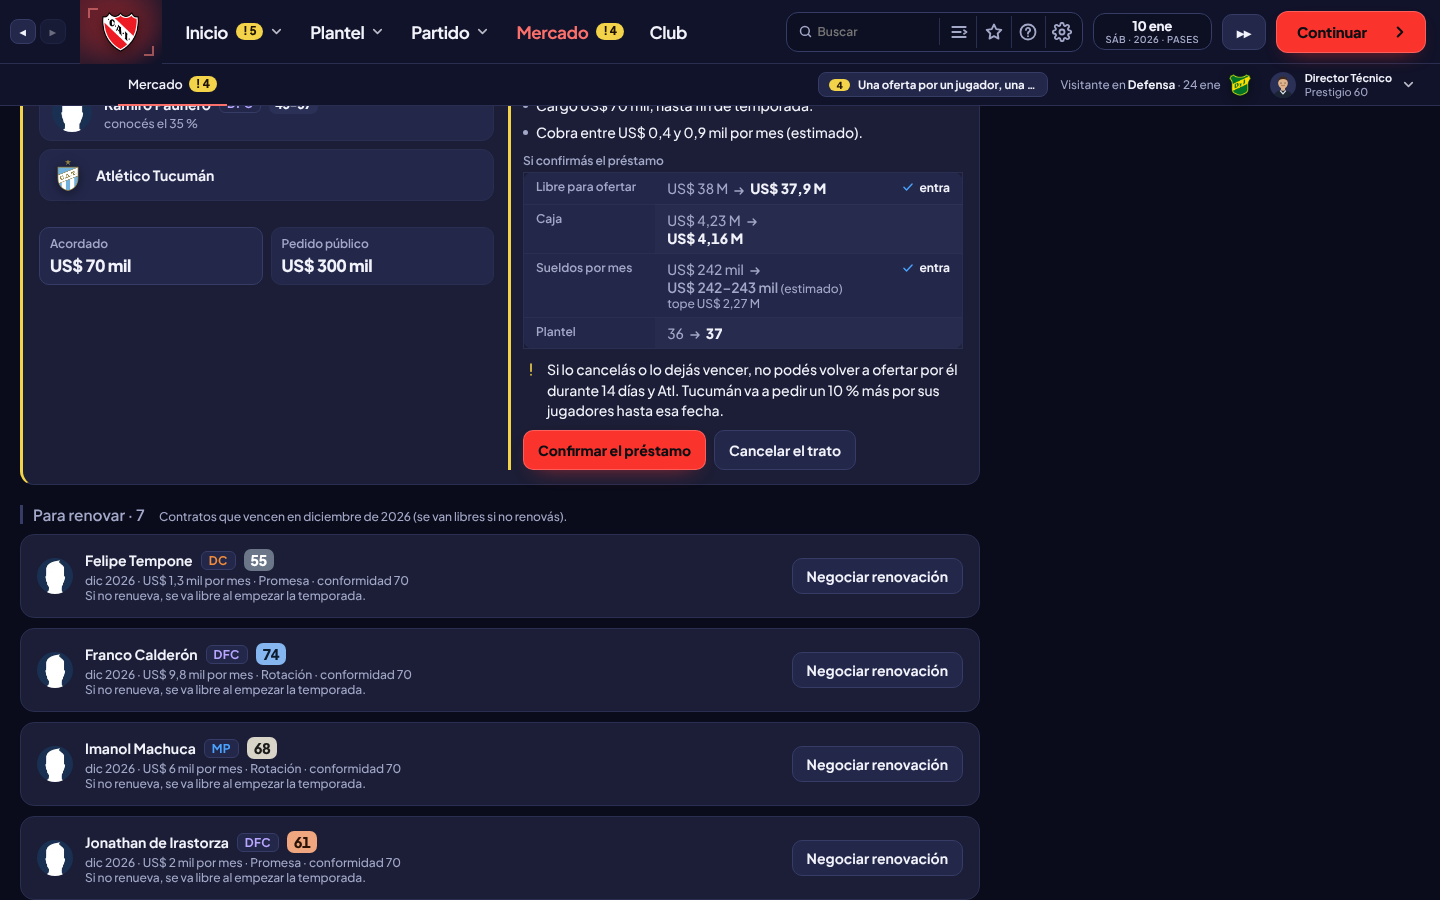 Inicio ! 5
Plantel
Partido
Mercado ! 4
Club
Buscar
10 ene
SÁB · 2026 · PASES
Continuar
Mercado ! 4
4 Una oferta por un jugador, una ...
Visitante en Defensa · 24 ene
Director Técnico
Prestigio 60
Ramiro Padhero DFC
conocés el 35 %
Atlético Tucumán
Acordado
US$ 70 mil
Pedido público
US$ 300 mil
Cargo US$ 70 mil, hasta fin de temporada.
Cobra entre US$ 0,4 y 0,9 mil por mes (estimado).
Si confirmás el préstamo
Libre para ofertar US$ 38 M → US$ 37,9 M ✓ entra
Caja US$ 4,23 M →
US$ 4,16 M
Sueldos por mes US$ 242 mil → ✓ entra
US$ 242–243 mil (estimado)
tope US$ 2,27 M
Plantel 36 → 37
! Si lo cancelás o lo dejás vencer, no podés volver a ofertar por él
durante 14 días y Atl. Tucumán va a pedir un 10 % más por sus
jugadores hasta esa fecha.
Confirmar el préstamo
Cancelar el trato
Para renovar · 7 Contratos que vencen en diciembre de 2026 (se van libres si no renovás).
Felipe Tempone DC 55
dic 2026 · US$ 1,3 mil por mes · Promesa · conformidad 70
Si no renueva, se va libre al empezar la temporada.
Negociar renovación
Franco Calderón DFC 74
dic 2026 · US$ 9,8 mil por mes · Rotación · conformidad 70
Si no renueva, se va libre al empezar la temporada.
Negociar renovación
Imanol Machuca MP 68
dic 2026 · US$ 6 mil por mes · Rotación · conformidad 70
Si no renueva, se va libre al empezar la temporada.
Negociar renovación
Jonathan de Irastorza DFC 61
dic 2026 · US$ 2 mil por mes · Promesa · conformidad 70
Si no renueva, se va libre al empezar la temporada.
Negociar renovación